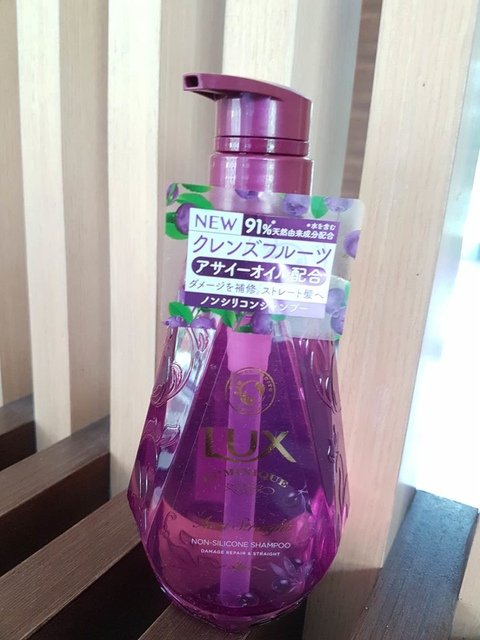 NEW 91%* *水を含む
天然由来成分配合
クレンズフルーツ
アサイーオイル配合
ダメージを補修、ストレート髪へ
ノンシリコンシャンプー
LUX
LUMINIQUE
NON-SILICONE SHAMPOO
DAMAGE REPAIR & STRAIGHT